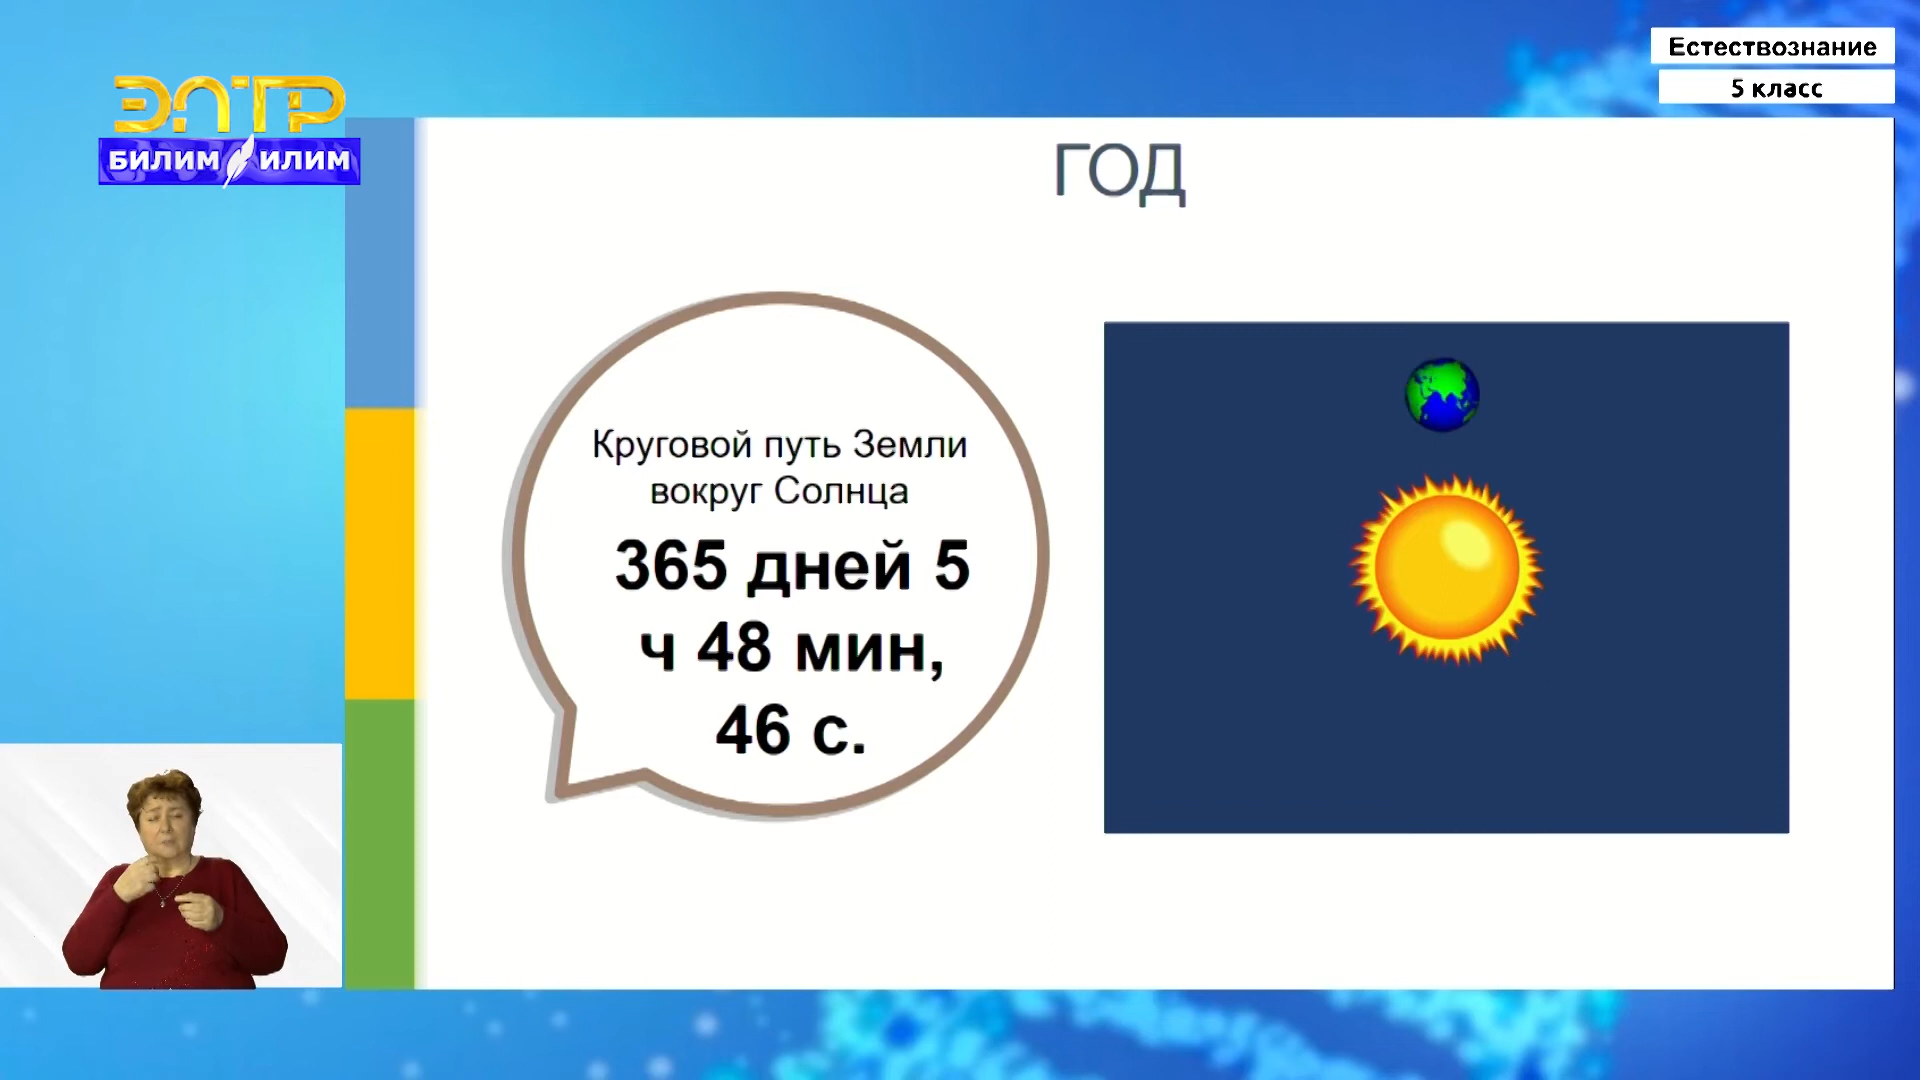 Естествознание
5 класс
ЭЛТР
БИЛИМ ИЛИМ
ГОД
Круговой путь Земли
вокруг Солнца
365 дней 5
ч 48 мин,
46 с.